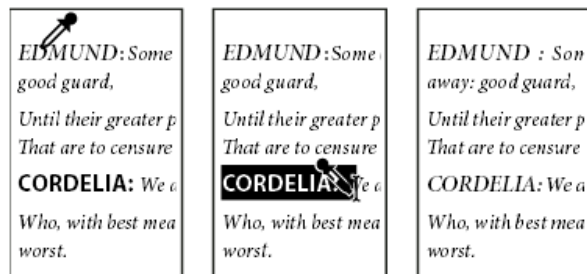 EDMUND: Some
good guard,
Until their greater p
That are to censure
CORDELIA: We a
Who, with best mea
worst.
EDMUND: Some
good guard,
Until their greater p
That are to censure
CORDELIA: We a
Who, with best mea
worst.
EDMUND : Som
away: good guard,
Until their greater p
That are to censure
CORDELIA: We a
Who, with best mea
worst.